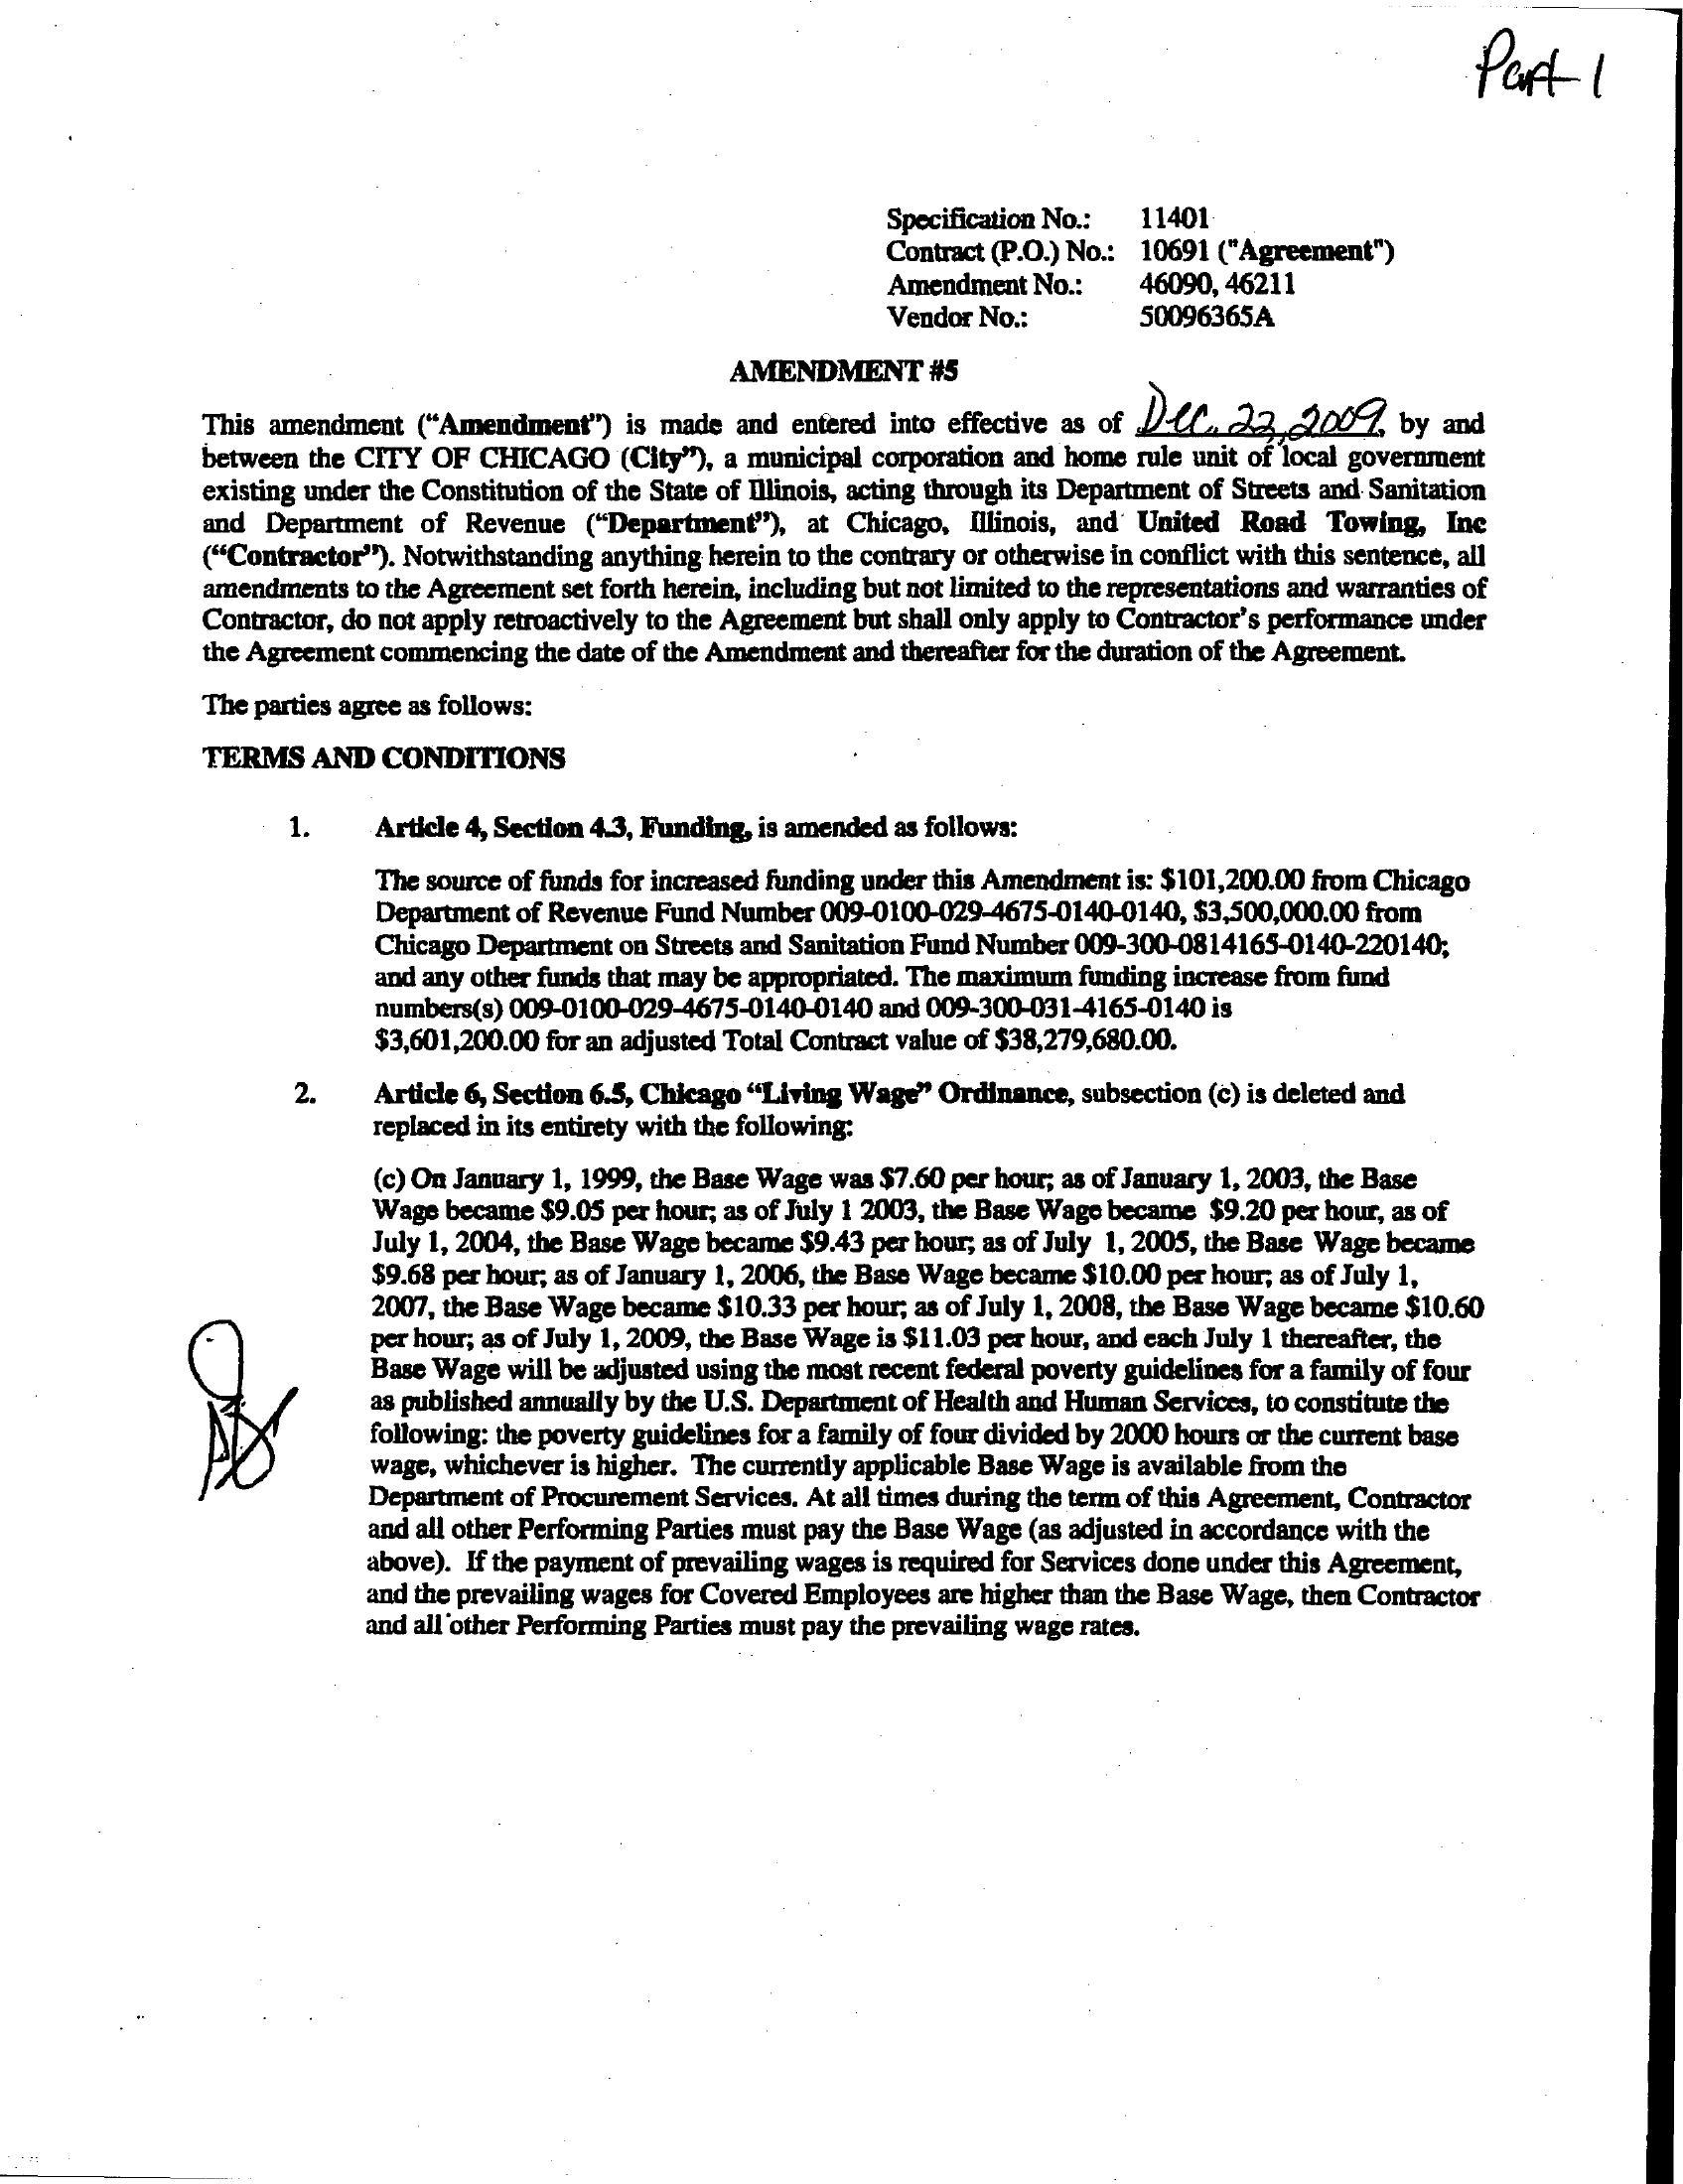 Part 1
Specification No.: 11401
Contract (P.O.) No.: 10691 ("Agreement")
Amendment No.: 46090, 46211
Vendor No.: 50096365A
AMENDMENT #5
This amendment (“Amendment”) is made and entered into effective as of Dec. 22, 2009, by and
between the CITY OF CHICAGO (City”), a municipal corporation and home rule unit of local government
existing under the Constitution of the State of Illinois, acting through its Department of Streets and Sanitation
and Department of Revenue (“Department”), at Chicago, Illinois, and United Road Towing, Inc
(“Contractor”). Notwithstanding anything herein to the contrary or otherwise in conflict with this sentence, all
amendments to the Agreement set forth herein, including but not limited to the representations and warranties of
Contractor, do not apply retroactively to the Agreement but shall only apply to Contractor's performance under
the Agreement commencing the date of the Amendment and thereafter for the duration of the Agreement.
The parties agree as follows:
TERMS AND CONDITIONS
1. Article 4, Section 4.3, Funding, is amended as follows:
The source of funds for increased funding under this Amendment is: $101,200.00 from Chicago
Department of Revenue Fund Number 009-0100-029-4675-0140-0140, $3,500,000.00 from
Chicago Department on Streets and Sanitation Fund Number 009-300-0814165-0140-220140;
and any other funds that may be appropriated. The maximum funding increase from fund
numbers(s) 009-0100-029-4675-0140-0140 and 009-300-031-4165-0140 is
$3,601,200.00 for an adjusted Total Contract value of $38,279,680.00.
2. Article 6, Section 6.5, Chicago “Living Wage” Ordinance, subsection (c) is deleted and
replaced in its entirety with the following:
(c) On January 1, 1999, the Base Wage was $7.60 per hour; as of January 1, 2003, the Base
Wage became $9.05 per hour; as of July 1 2003, the Base Wage became $9.20 per hour, as of
July 1, 2004, the Base Wage became $9.43 per hour; as of July 1, 2005, the Base Wage became
$9.68 per hour; as of January 1, 2006, the Base Wage became $10.00 per hour; as of July 1,
2007, the Base Wage became $10.33 per hour; as of July 1, 2008, the Base Wage became $10.60
per hour; as of July 1, 2009, the Base Wage is $11.03 per hour, and each July 1 thereafter, the
Base Wage will be adjusted using the most recent federal poverty guidelines for a family of four
as published annually by the U.S. Department of Health and Human Services, to constitute the
following: the poverty guidelines for a family of four divided by 2000 hours or the current base
wage, whichever is higher. The currently applicable Base Wage is available from the
Department of Procurement Services. At all times during the term of this Agreement, Contractor
and all other Performing Parties must pay the Base Wage (as adjusted in accordance with the
above). If the payment of prevailing wages is required for Services done under this Agreement,
and the prevailing wages for Covered Employees are higher than the Base Wage, then Contractor
and all other Performing Parties must pay the prevailing wage rates.